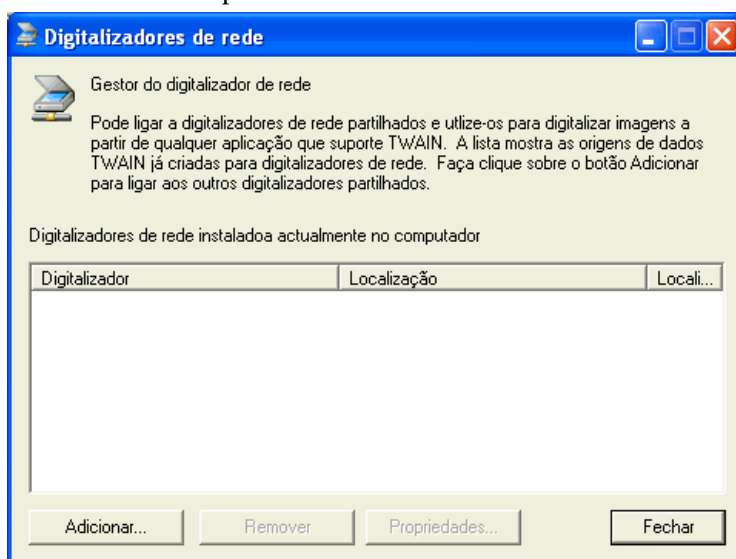 Digitalizadores de rede
Gestor do digitalizador de rede
Pode ligar a digitalizadores de rede partilhados e utlize-os para digitalizar imagens a
partir de qualquer aplicação que suporte TWAIN.  A lista mostra as origens de dados
TWAIN já criadas para digitalizadores de rede.  Faça clique sobre o botão Adicionar
para ligar aos outros digitalizadores partilhados.
Digitalizadores de rede instaladoa actualmente no computador
Digitalizador Localização Locali...
Adicionar... Remover Propriedades... Fechar